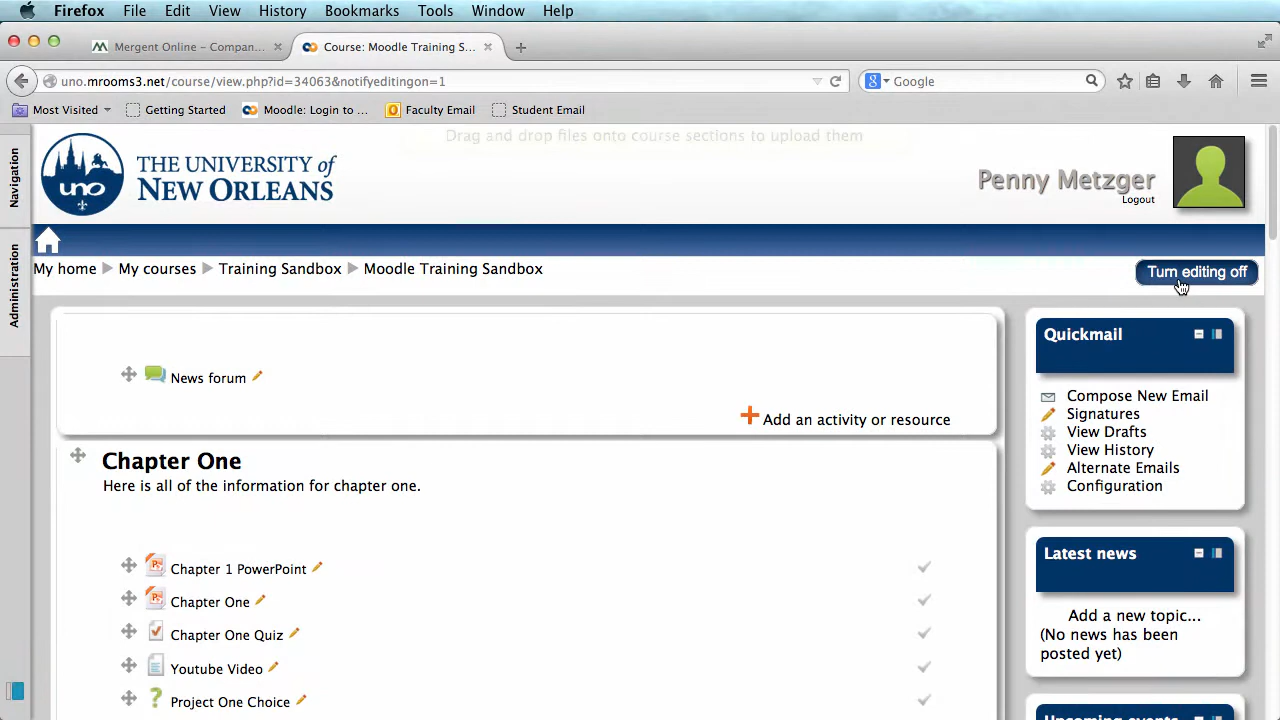 Firefox File Edit View History Bookmarks Tools Window Help
Mergent Online – Compan... Course: Moodle Training S...
uno.mrooms3.net/course/view.php?id=34063&notifyeditingon=1 Google
Most Visited Getting Started Moodle: Login to ... Faculty Email Student Email
Drag and drop files onto course sections to upload them
Navigation
Administration
uno
THE UNIVERSITY of
NEW ORLEANS
Penny Metzger
Logout
My home My courses Training Sandbox Moodle Training Sandbox
Turn editing off
News forum
Add an activity or resource
Chapter One
Here is all of the information for chapter one.
Chapter 1 PowerPoint
Chapter One
Chapter One Quiz
Youtube Video
Project One Choice
Quickmail
Compose New Email
Signatures
View Drafts
View History
Alternate Emails
Configuration
Latest news
Add a new topic...
(No news has been
posted yet)
Upcoming events